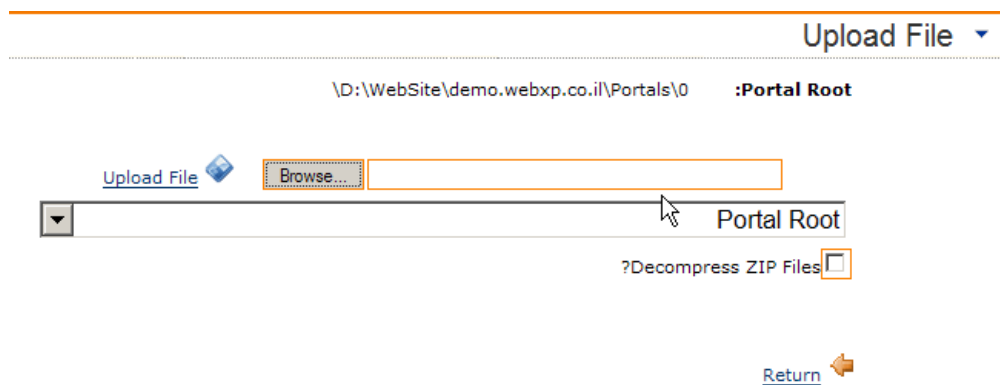 Upload File
:Portal Root \D:\WebSite\demo.webxp.co.il\Portals\0
Browse... Upload File
Portal Root
?Decompress ZIP Files
Return